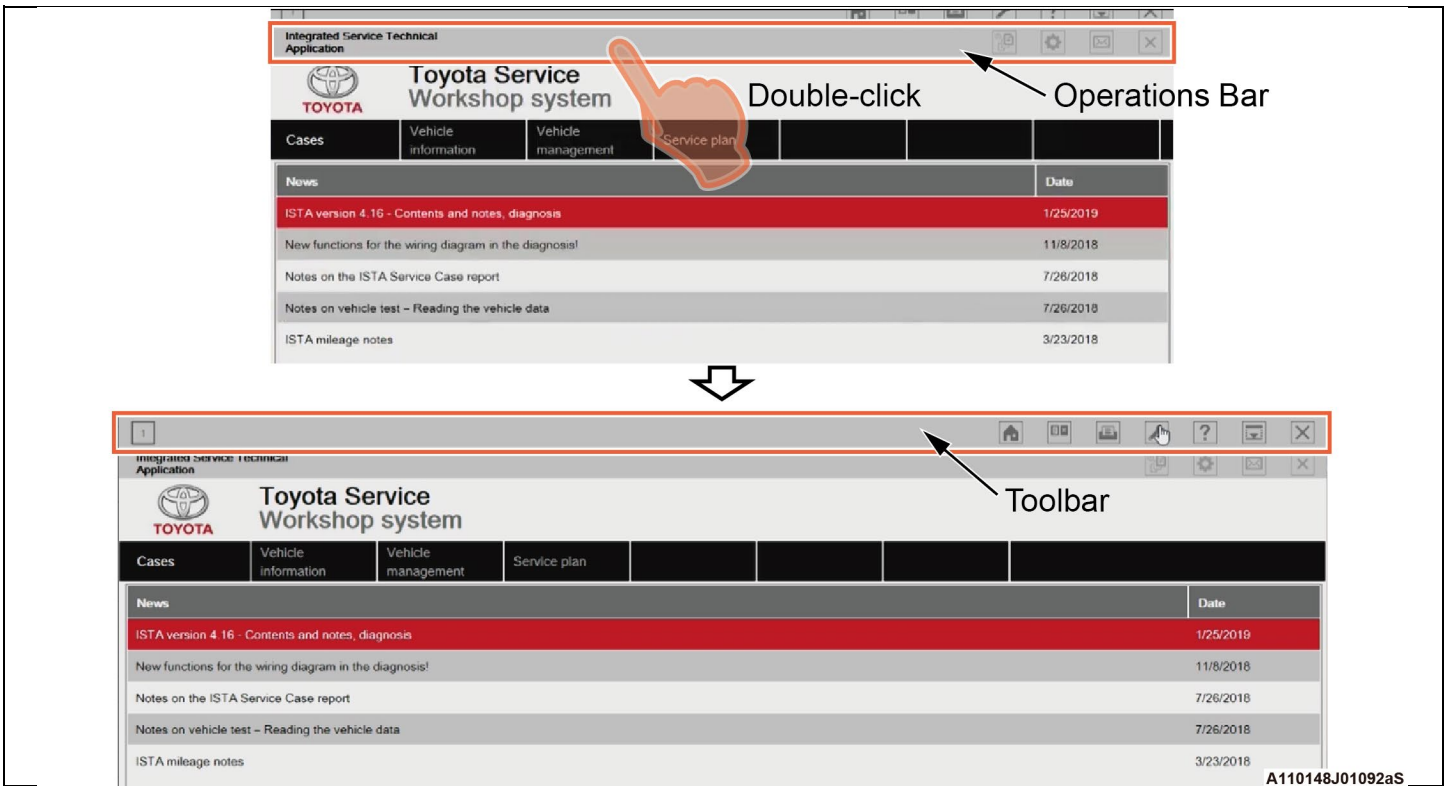 Integrated Service Technical
Application
TOYOTA
Toyota Service
Workshop system
Double-click
Operations Bar
Cases
Vehicle
information
Vehicle
management
Service plan
News
Date
ISTA version 4.16 - Contents and notes, diagnosis
1/25/2019
New functions for the wiring diagram in the diagnosis!
11/8/2018
Notes on the ISTA Service Case report
7/26/2018
Notes on vehicle test – Reading the vehicle data
7/26/2018
ISTA mileage notes
3/23/2018
1
?
Integrated Service Technical
Application
Toolbar
TOYOTA
Toyota Service
Workshop system
Cases
Vehicle
information
Vehicle
management
Service plan
News
Date
ISTA version 4.16 - Contents and notes, diagnosis
1/25/2019
New functions for the wiring diagram in the diagnosis!
11/8/2018
Notes on the ISTA Service Case report
7/26/2018
Notes on vehicle test – Reading the vehicle data
7/26/2018
ISTA mileage notes
3/23/2018
A110148J01092aS